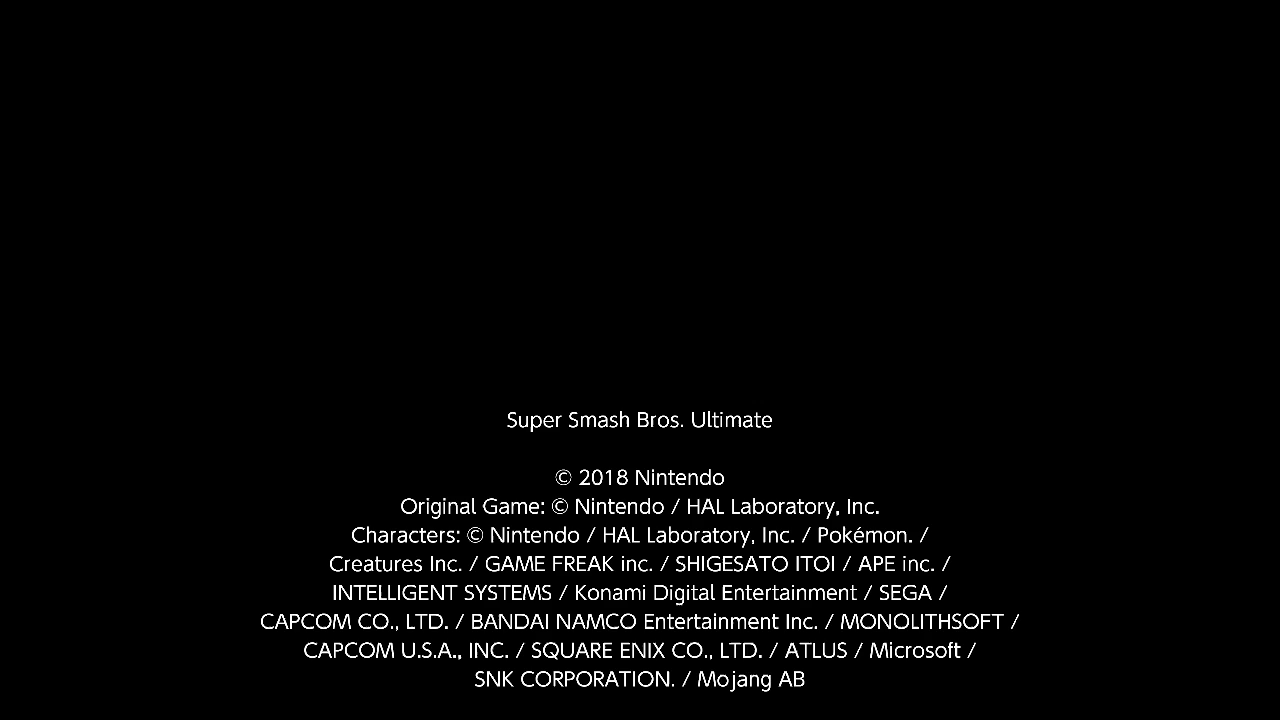 Super Smash Bros. Ultimate
© 2018 Nintendo
Original Game: © Nintendo / HAL Laboratory, Inc.
Characters: © Nintendo / HAL Laboratory, Inc. / Pokémon. /
Creatures Inc. / GAME FREAK inc. / SHIGESATO ITOI / APE inc. /
INTELLIGENT SYSTEMS / Konami Digital Entertainment / SEGA /
CAPCOM CO., LTD. / BANDAI NAMCO Entertainment Inc. / MONOLITHSOFT /
CAPCOM U.S.A., INC. / SQUARE ENIX CO., LTD. / ATLUS / Microsoft /
SNK CORPORATION. / Mojang AB